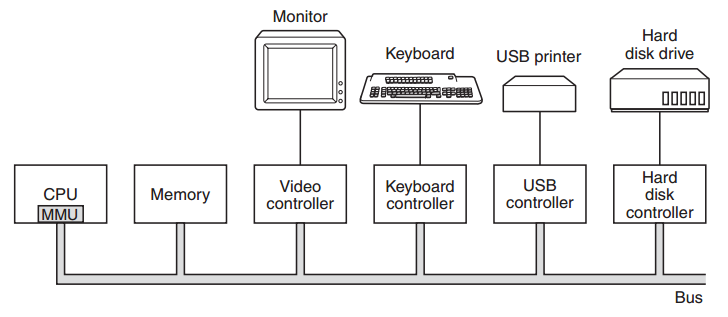 Monitor
Keyboard
USB printer
Hard
disk drive
CPU
MMU
Memory
Video
controller
Keyboard
controller
USB
controller
Hard
disk
controller
Bus